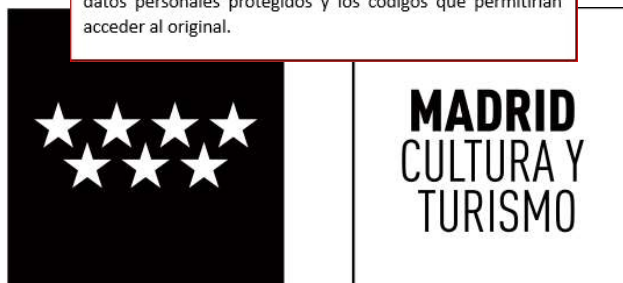 datos personales protegidos y los códigos que permitirían
acceder al original.
MADRID
CULTURA Y
TURISMO